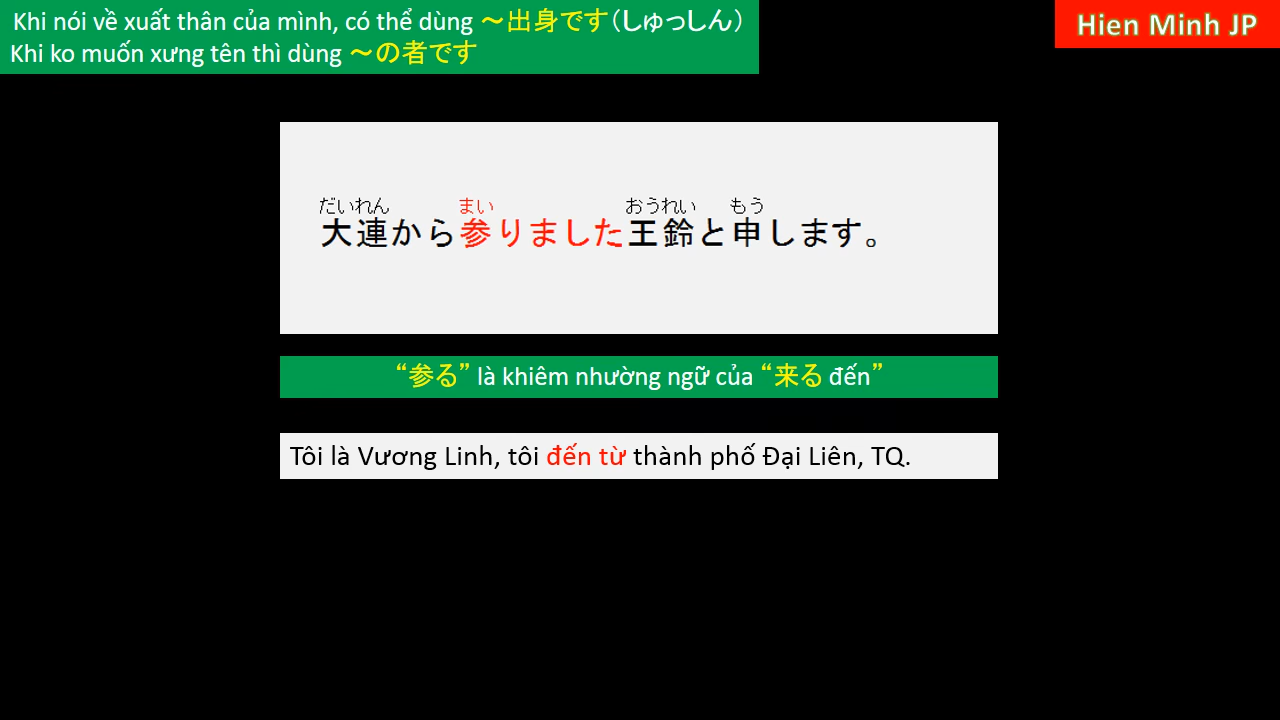 Khi nói về xuất thân của mình, có thể dùng ～出身です（しゅっしん）
Khi ko muốn xưng tên thì dùng ～の者です
Hien Minh JP
だいれん まい おうれい もう
大連から参りました王鈴と申します。
“参る” là khiêm nhường ngữ của “来る đến”
Tôi là Vương Linh, tôi đến từ thành phố Đại Liên, TQ.